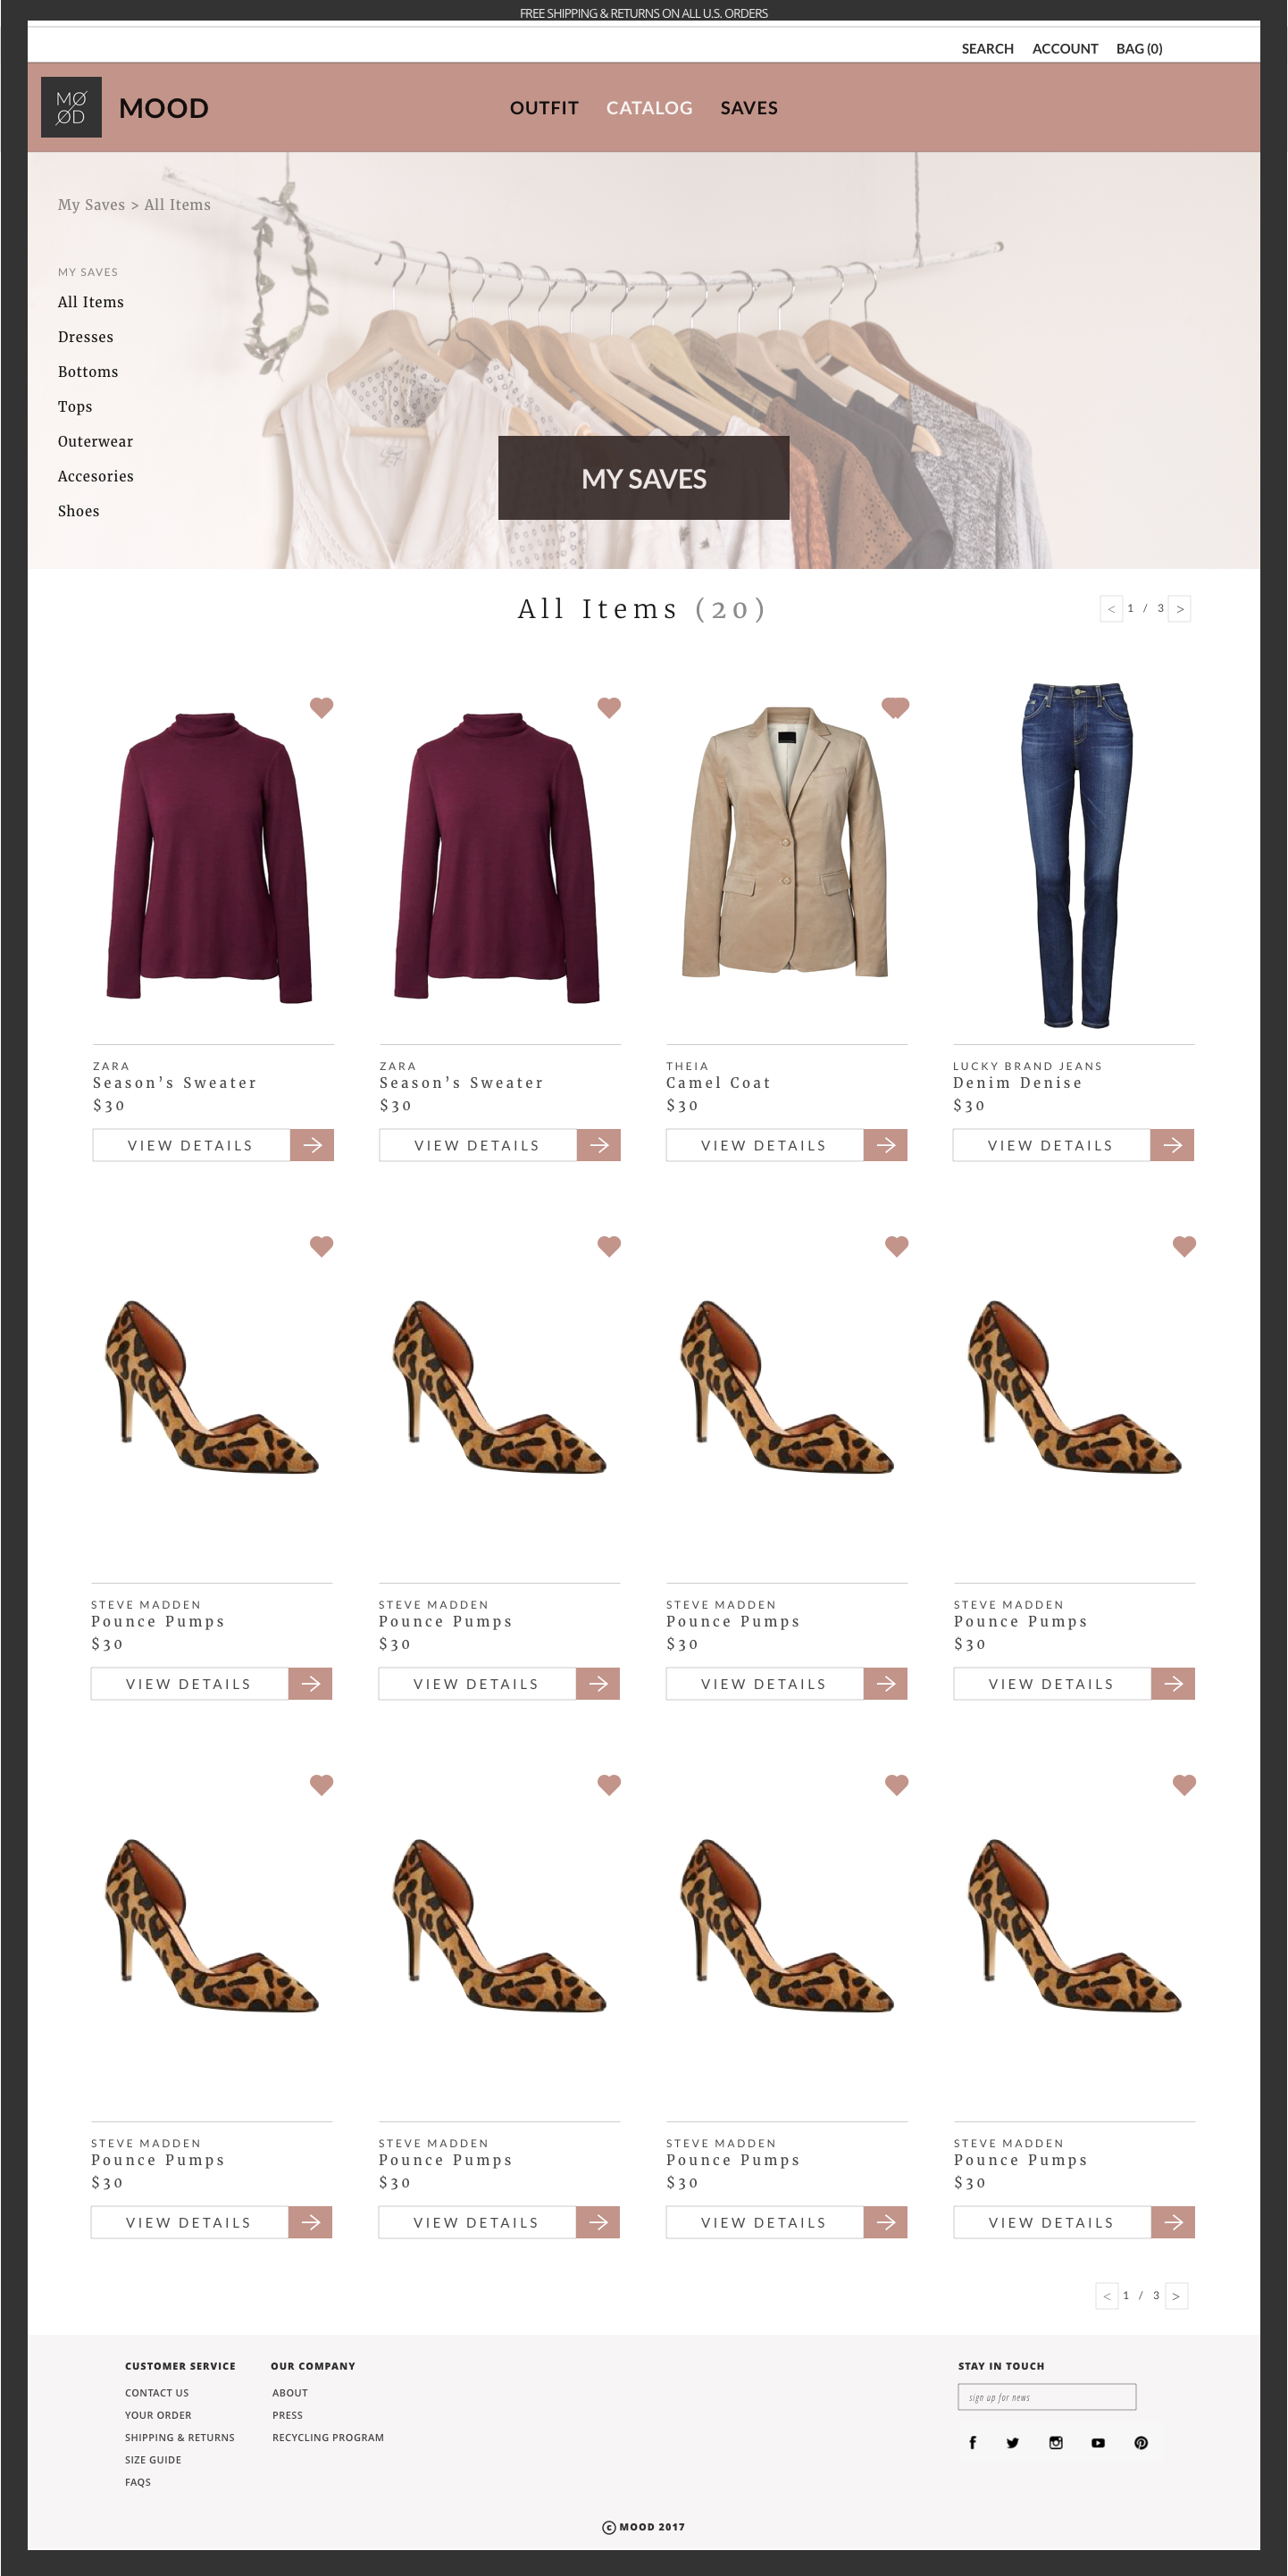 FREE SHIPPING & RETURNS ON ALL U.S. ORDERS
SEARCH ACCOUNT BAG (0)
MØ
ØD
MOOD
OUTFIT CATALOG SAVES
My Saves > All Items
MY SAVES
All Items
Dresses
Bottoms
Tops
Outerwear
Accesories
Shoes
MY SAVES
All Items (20)
< 1 / 3 >
ZARA ZARA THEIA LUCKY BRAND JEANS
Season’s Sweater Season’s Sweater Camel Coat Denim Denise
$30 $30 $30 $30
VIEW DETAILS VIEW DETAILS VIEW DETAILS VIEW DETAILS
STEVE MADDEN STEVE MADDEN STEVE MADDEN STEVE MADDEN
Pounce Pumps Pounce Pumps Pounce Pumps Pounce Pumps
$30 $30 $30 $30
VIEW DETAILS VIEW DETAILS VIEW DETAILS VIEW DETAILS
STEVE MADDEN STEVE MADDEN STEVE MADDEN STEVE MADDEN
Pounce Pumps Pounce Pumps Pounce Pumps Pounce Pumps
$30 $30 $30 $30
VIEW DETAILS VIEW DETAILS VIEW DETAILS VIEW DETAILS
< 1 / 3 >
CUSTOMER SERVICE
CONTACT US
YOUR ORDER
SHIPPING & RETURNS
SIZE GUIDE
FAQS
OUR COMPANY
ABOUT
PRESS
RECYCLING PROGRAM
STAY IN TOUCH
sign up for news
© MOOD 2017